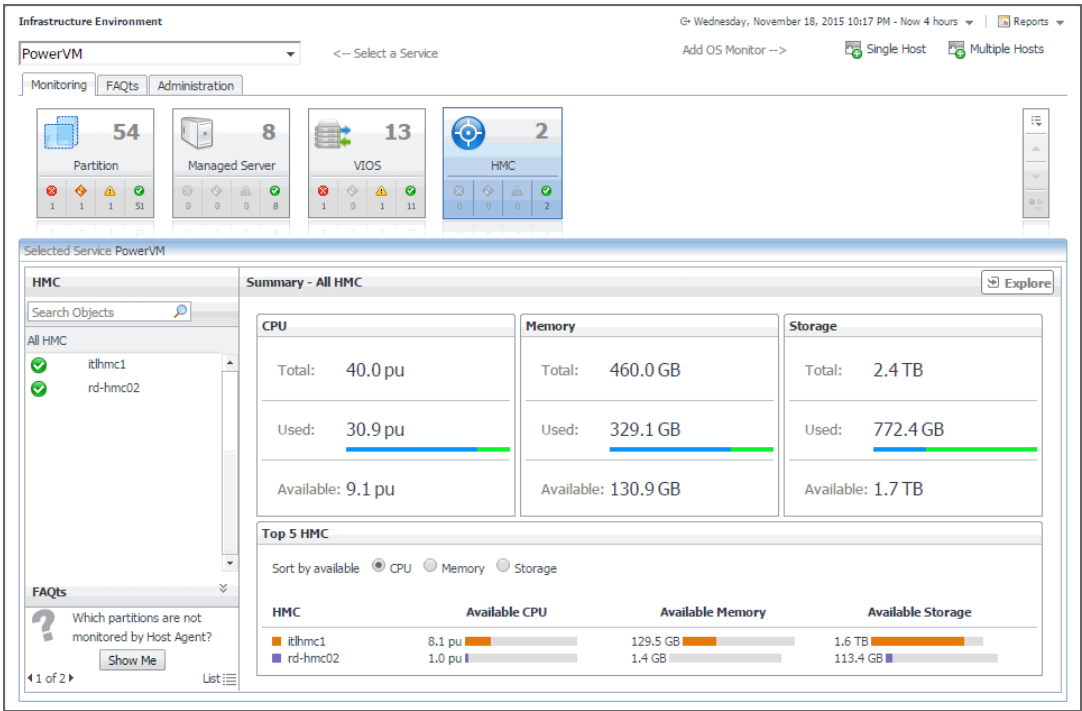 Infrastructure Environment
Wednesday, November 18, 2015 10:17 PM - Now 4 hours
Reports
PowerVM
<-- Select a Service
Add OS Monitor -->
Single Host
Multiple Hosts
Monitoring
FAQts
Administration
54
Partition
1 1 1 51
8
Managed Server
0 0 0 8
13
VIOS
1 0 1 11
2
HMC
0 0 0 2
Selected Service PowerVM
HMC
Search Objects
All HMC
itlhmc1
rd-hmc02
FAQts
Which partitions are not
monitored by Host Agent?
Show Me
1 of 2
List
Summary - All HMC
Explore
CPU
Total: 40.0 pu
Used: 30.9 pu
Available: 9.1 pu
Memory
Total: 460.0 GB
Used: 329.1 GB
Available: 130.9 GB
Storage
Total: 2.4 TB
Used: 772.4 GB
Available: 1.7 TB
Top 5 HMC
Sort by available CPU Memory Storage
HMC Available CPU Available Memory Available Storage
itlhmc1 8.1 pu 129.5 GB 1.6 TB
rd-hmc02 1.0 pu 1.4 GB 113.4 GB